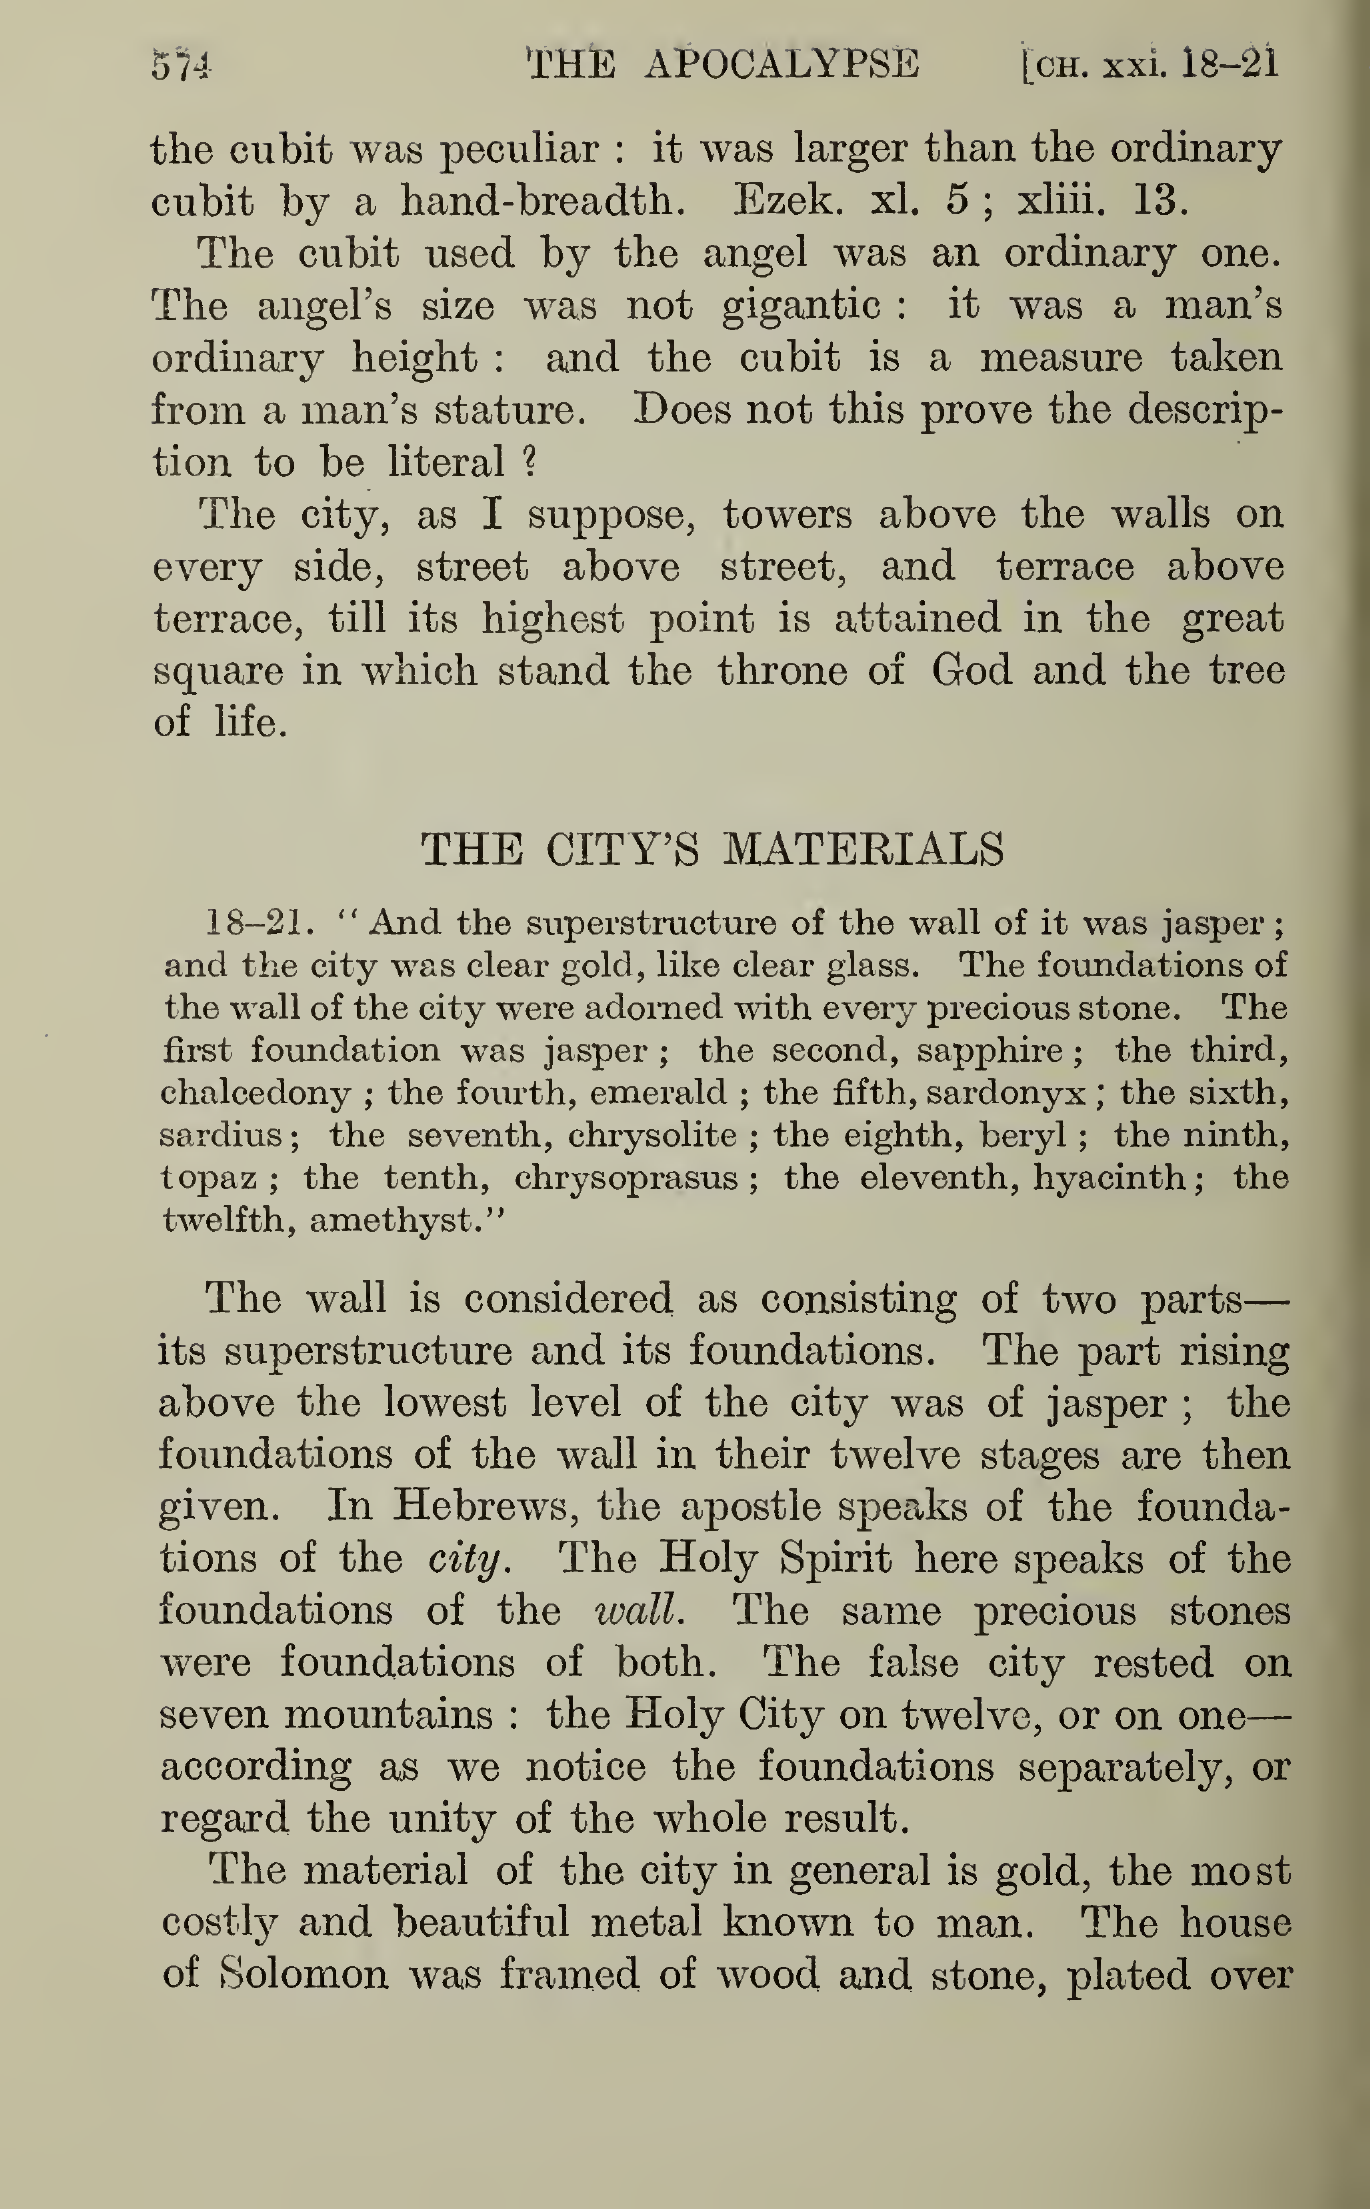 574 THE APOCALYPSE [CH. xxi. 18–21
the cubit was peculiar : it was larger than the ordinary
cubit by a hand-breadth. Ezek. xl. 5 ; xliii. 13.
The cubit used by the angel was an ordinary one.
The angel’s size was not gigantic : it was a man’s
ordinary height : and the cubit is a measure taken
from a man’s stature. Does not this prove the descrip-
tion to be literal ?
The city, as I suppose, towers above the walls on
every side, street above street, and terrace above
terrace, till its highest point is attained in the great
square in which stand the throne of God and the tree
of life.
THE CITY’S MATERIALS
18–21. “ And the superstructure of the wall of it was jasper ;
and the city was clear gold, like clear glass. The foundations of
the wall of the city were adorned with every precious stone. The
first foundation was jasper ; the second, sapphire ; the third,
chalcedony ; the fourth, emerald ; the fifth, sardonyx ; the sixth,
sardius ; the seventh, chrysolite ; the eighth, beryl ; the ninth,
topaz ; the tenth, chrysoprasus ; the eleventh, hyacinth ; the
twelfth, amethyst.”
The wall is considered as consisting of two parts—
its superstructure and its foundations. The part rising
above the lowest level of the city was of jasper ; the
foundations of the wall in their twelve stages are then
given. In Hebrews, the apostle speaks of the founda-
tions of the city. The Holy Spirit here speaks of the
foundations of the wall. The same precious stones
were foundations of both. The false city rested on
seven mountains : the Holy City on twelve, or on one—
according as we notice the foundations separately, or
regard the unity of the whole result.
The material of the city in general is gold, the most
costly and beautiful metal known to man. The house
of Solomon was framed of wood and stone, plated over